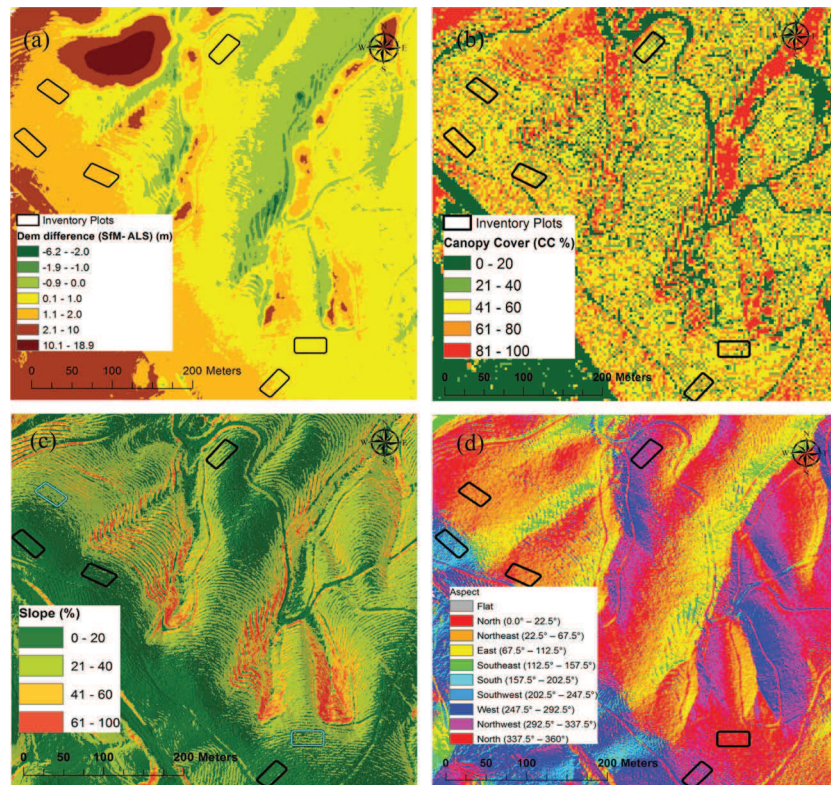 (a)
N
W E
S
Inventory Plots
Dem difference (SfM- ALS) (m)
-6.2 - -2.0
-1.9 - -1.0
-0.9 - 0.0
0.1 - 1.0
1.1 - 2.0
2.1 - 10
10.1 - 18.9
0 50 100 200 Meters
(b)
N
W E
S
Inventory Plots
Canopy Cover (CC %)
0 - 20
21 - 40
41 - 60
61 - 80
81 - 100
0 50 100 200 Meters
(c)
N
W E
S
Slope (%)
0 - 20
21 - 40
41 - 60
61 - 100
0 50 100 200 Meters
(d)
N
W E
S
Aspect
Flat
North (0.0° – 22.5°)
Northeast (22.5° – 67.5°)
East (67.5° – 112.5°)
Southeast (112.5° – 157.5°)
South (157.5° – 202.5°)
Southwest (202.5° – 247.5°)
West (247.5° – 292.5°)
Northwest (292.5° – 337.5°)
North (337.5° – 360°)
0 50 100 200 Meters